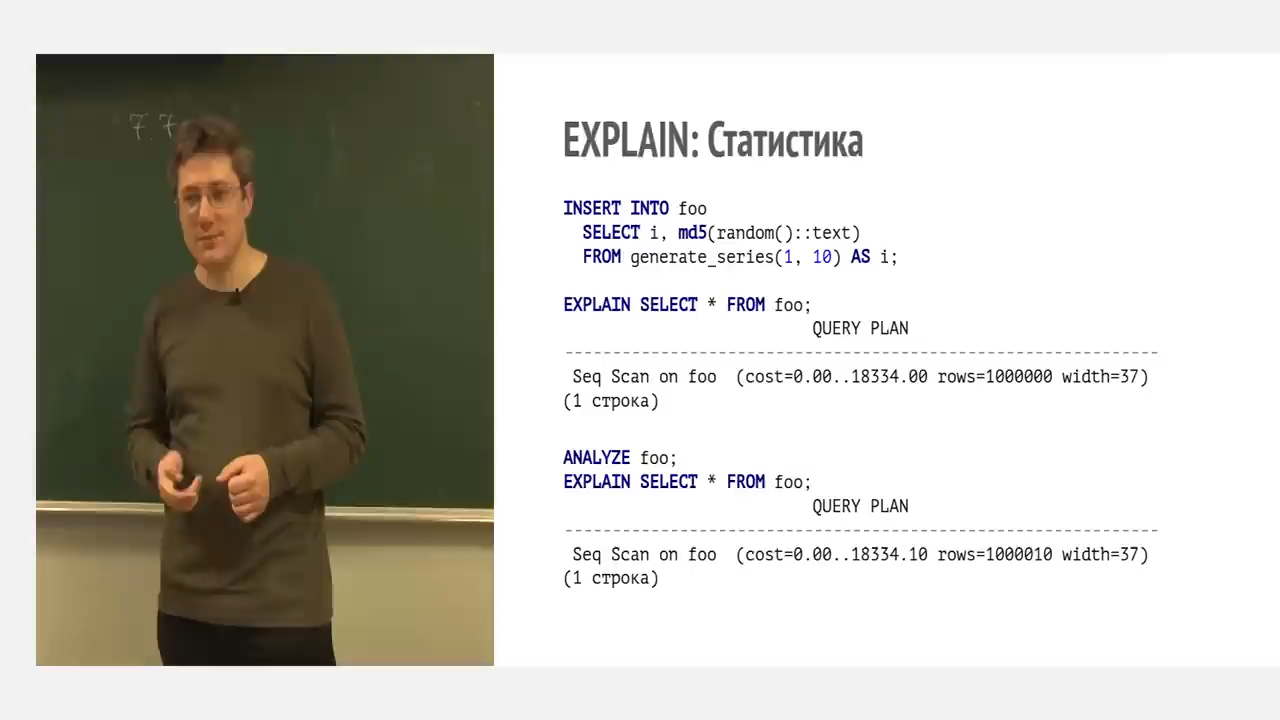 7.7
EXPLAIN: Статистика
INSERT INTO foo
SELECT i, md5(random()::text)
FROM generate_series(1, 10) AS i;
EXPLAIN SELECT * FROM foo;
QUERY PLAN
--------------------------------------------------------------
Seq Scan on foo (cost=0.00..18334.00 rows=1000000 width=37)
(1 строка)
ANALYZE foo;
EXPLAIN SELECT * FROM foo;
QUERY PLAN
--------------------------------------------------------------
Seq Scan on foo (cost=0.00..18334.10 rows=1000010 width=37)
(1 строка)